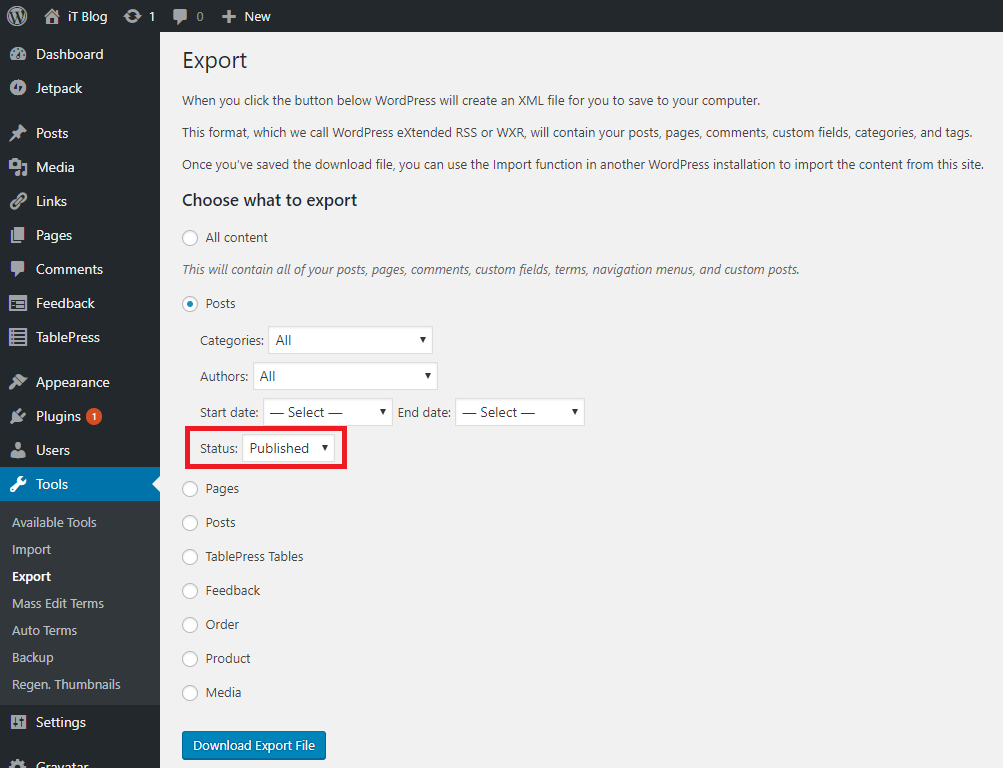 iT Blog 1 0 New
Dashboard
Jetpack
Posts
Media
Links
Pages
Comments
Feedback
TablePress
Appearance
Plugins 1
Users
Tools
Available Tools
Import
Export
Mass Edit Terms
Auto Terms
Backup
Regen. Thumbnails
Settings
Gravatar
Export
When you click the button below WordPress will create an XML file for you to save to your computer.
This format, which we call WordPress eXtended RSS or WXR, will contain your posts, pages, comments, custom fields, categories, and tags.
Once you've saved the download file, you can use the Import function in another WordPress installation to import the content from this site.
Choose what to export
All content
This will contain all of your posts, pages, comments, custom fields, terms, navigation menus, and custom posts.
Posts
Categories: All
Authors: All
Start date: — Select — End date: — Select —
Status: Published
Pages
Posts
TablePress Tables
Feedback
Order
Product
Media
Download Export File